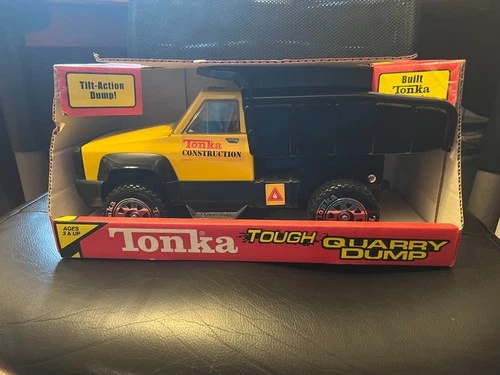 Tilt-Action
Dump!
Built
Tonka
Tonka
CONSTRUCTION
AGES
3 & UP
Tonka®
TOUGH QUARRY
DUMP